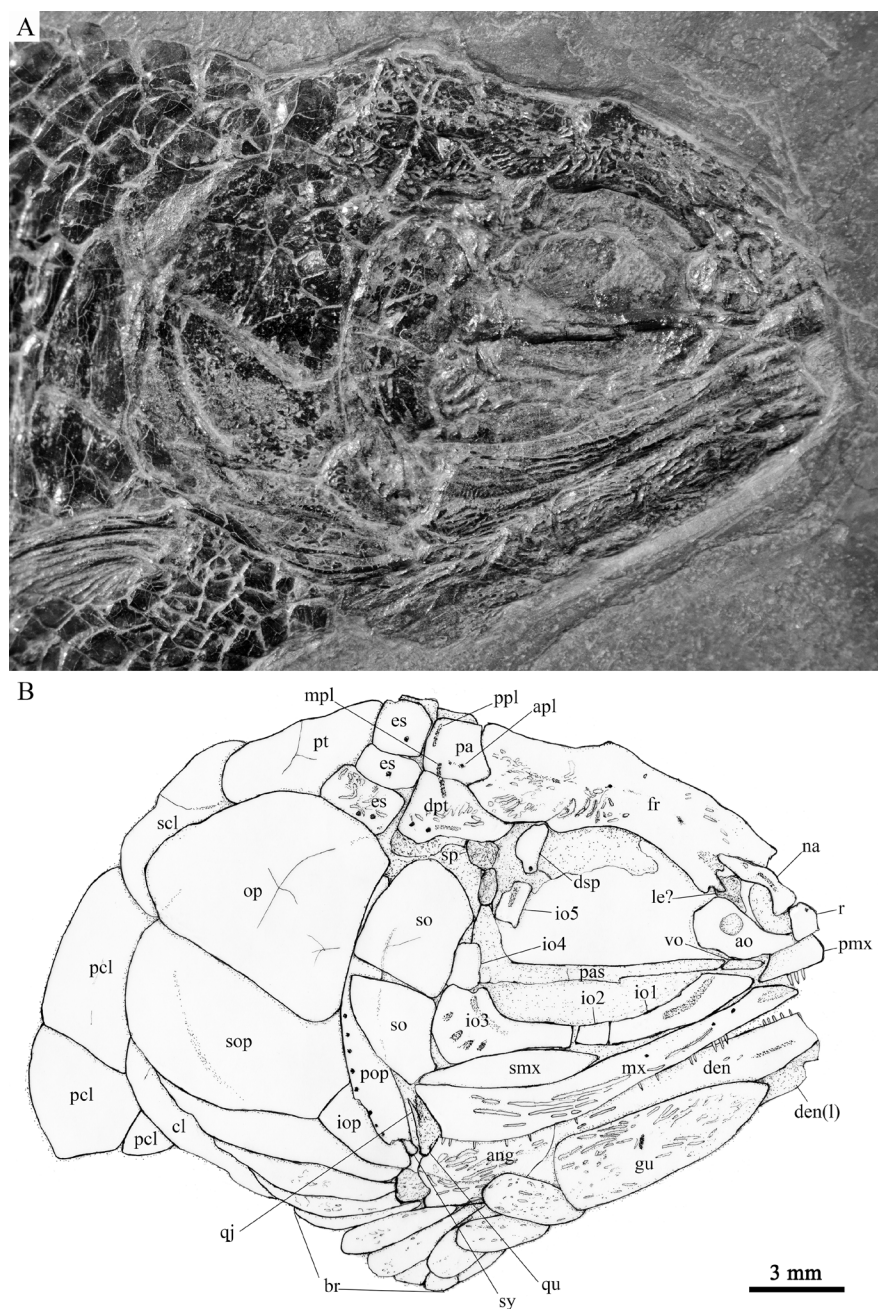 A
B
mpl
ppl
apl
es
pa
pt
es
fr
es
dpt
scl
na
sp
dsp
op
le?
r
io5
so
ao
pmx
io4
vo
pcl
pas
io1
io2
io3
so
sop
smx
mx
den
pop
den(l)
pcl
iop
cl
pcl
ang
gu
qj
qu
br
sy
3 mm